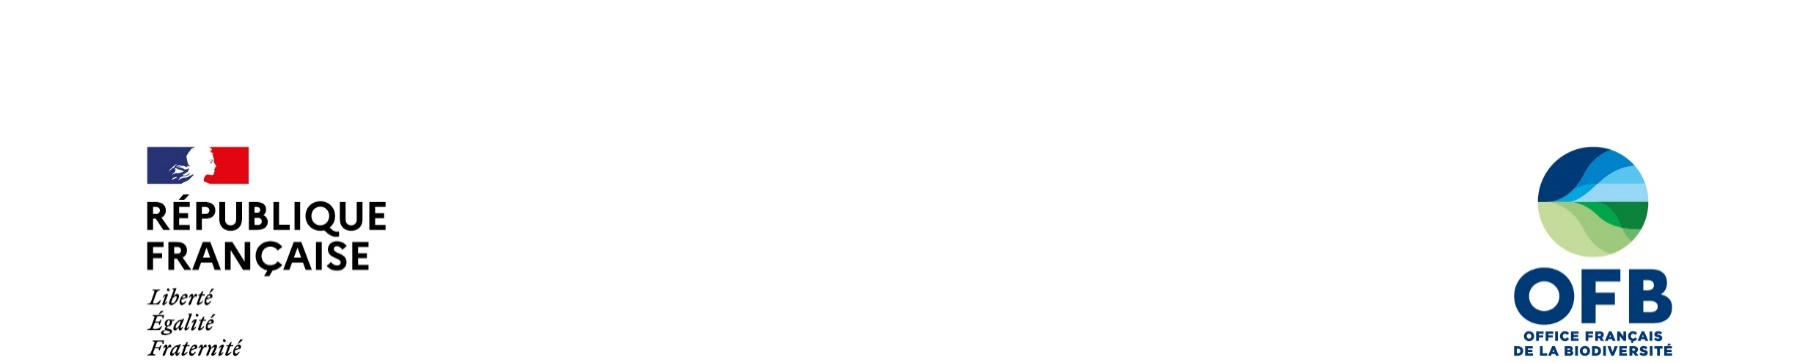 RÉPUBLIQUE
FRANÇAISE
Liberté
Égalité
Fraternité
OFB
OFFICE FRANÇAIS
DE LA BIODIVERSITÉ